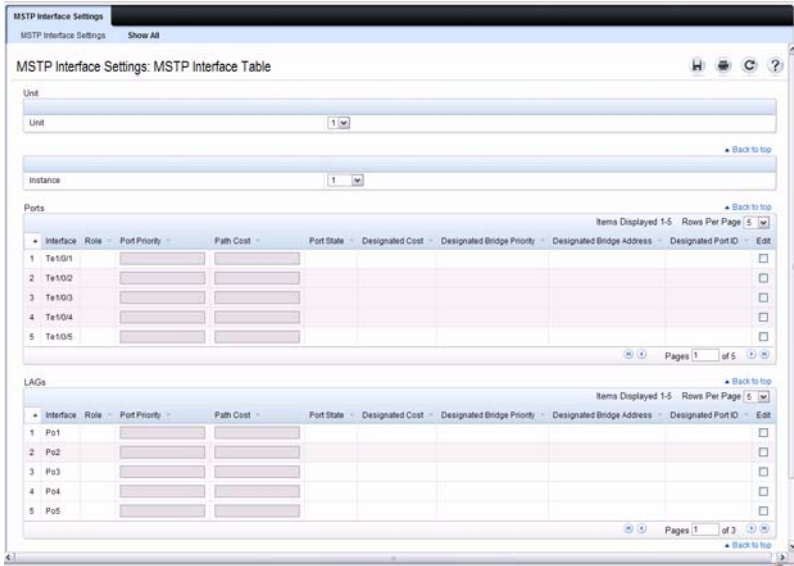 MSTP Interface Settings
MSTP Interface Settings Show All
MSTP Interface Settings: MSTP Interface Table
Unit
Unit 1
Back to top
Instance 1
Back to top
Ports
Items Displayed 1-5 Rows Per Page 5
Interface Role Port Priority Path Cost Port State Designated Cost Designated Bridge Priority Designated Bridge Address Designated Port ID Edit
1 Te1/0/1
2 Te1/0/2
3 Te1/0/3
4 Te1/0/4
5 Te1/0/5
Pages 1 of 5
Back to top
LAGs
Items Displayed 1-5 Rows Per Page 5
Interface Role Port Priority Path Cost Port State Designated Cost Designated Bridge Priority Designated Bridge Address Designated Port ID Edit
1 Po1
2 Po2
3 Po3
4 Po4
5 Po5
Pages 1 of 3
Back to top